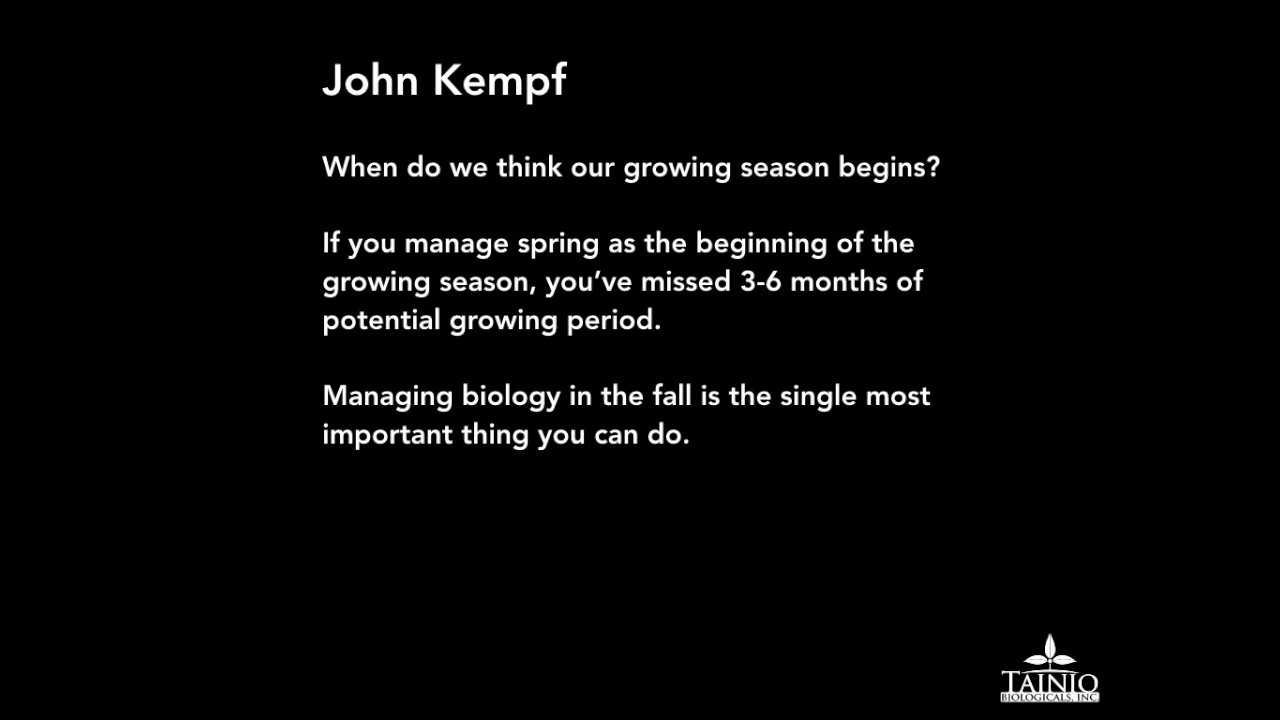 John Kempf
When do we think our growing season begins?
If you manage spring as the beginning of the
growing season, you’ve missed 3-6 months of
potential growing period.
Managing biology in the fall is the single most
important thing you can do.
TAINIO
BIOLOGICALS, INC